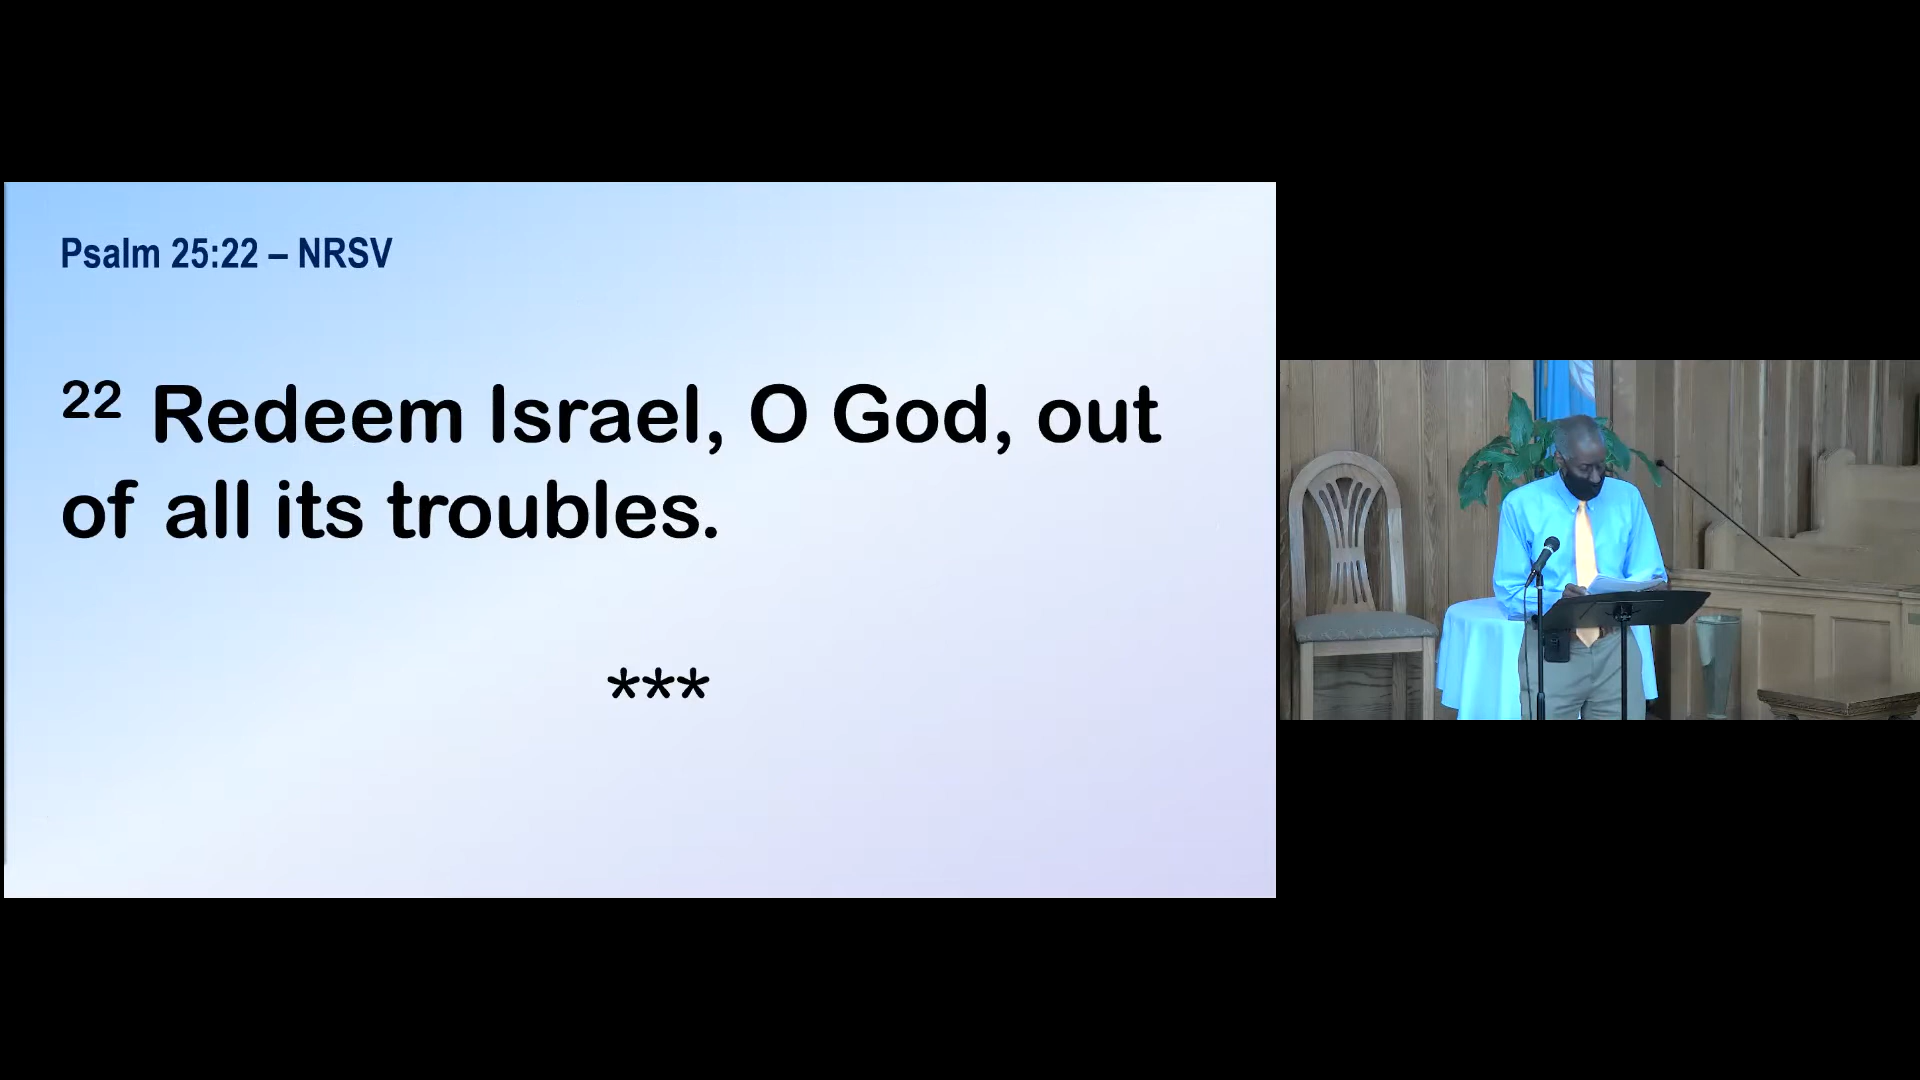 Psalm 25:22 – NRSV
22 Redeem Israel, O God, out
of all its troubles.
***